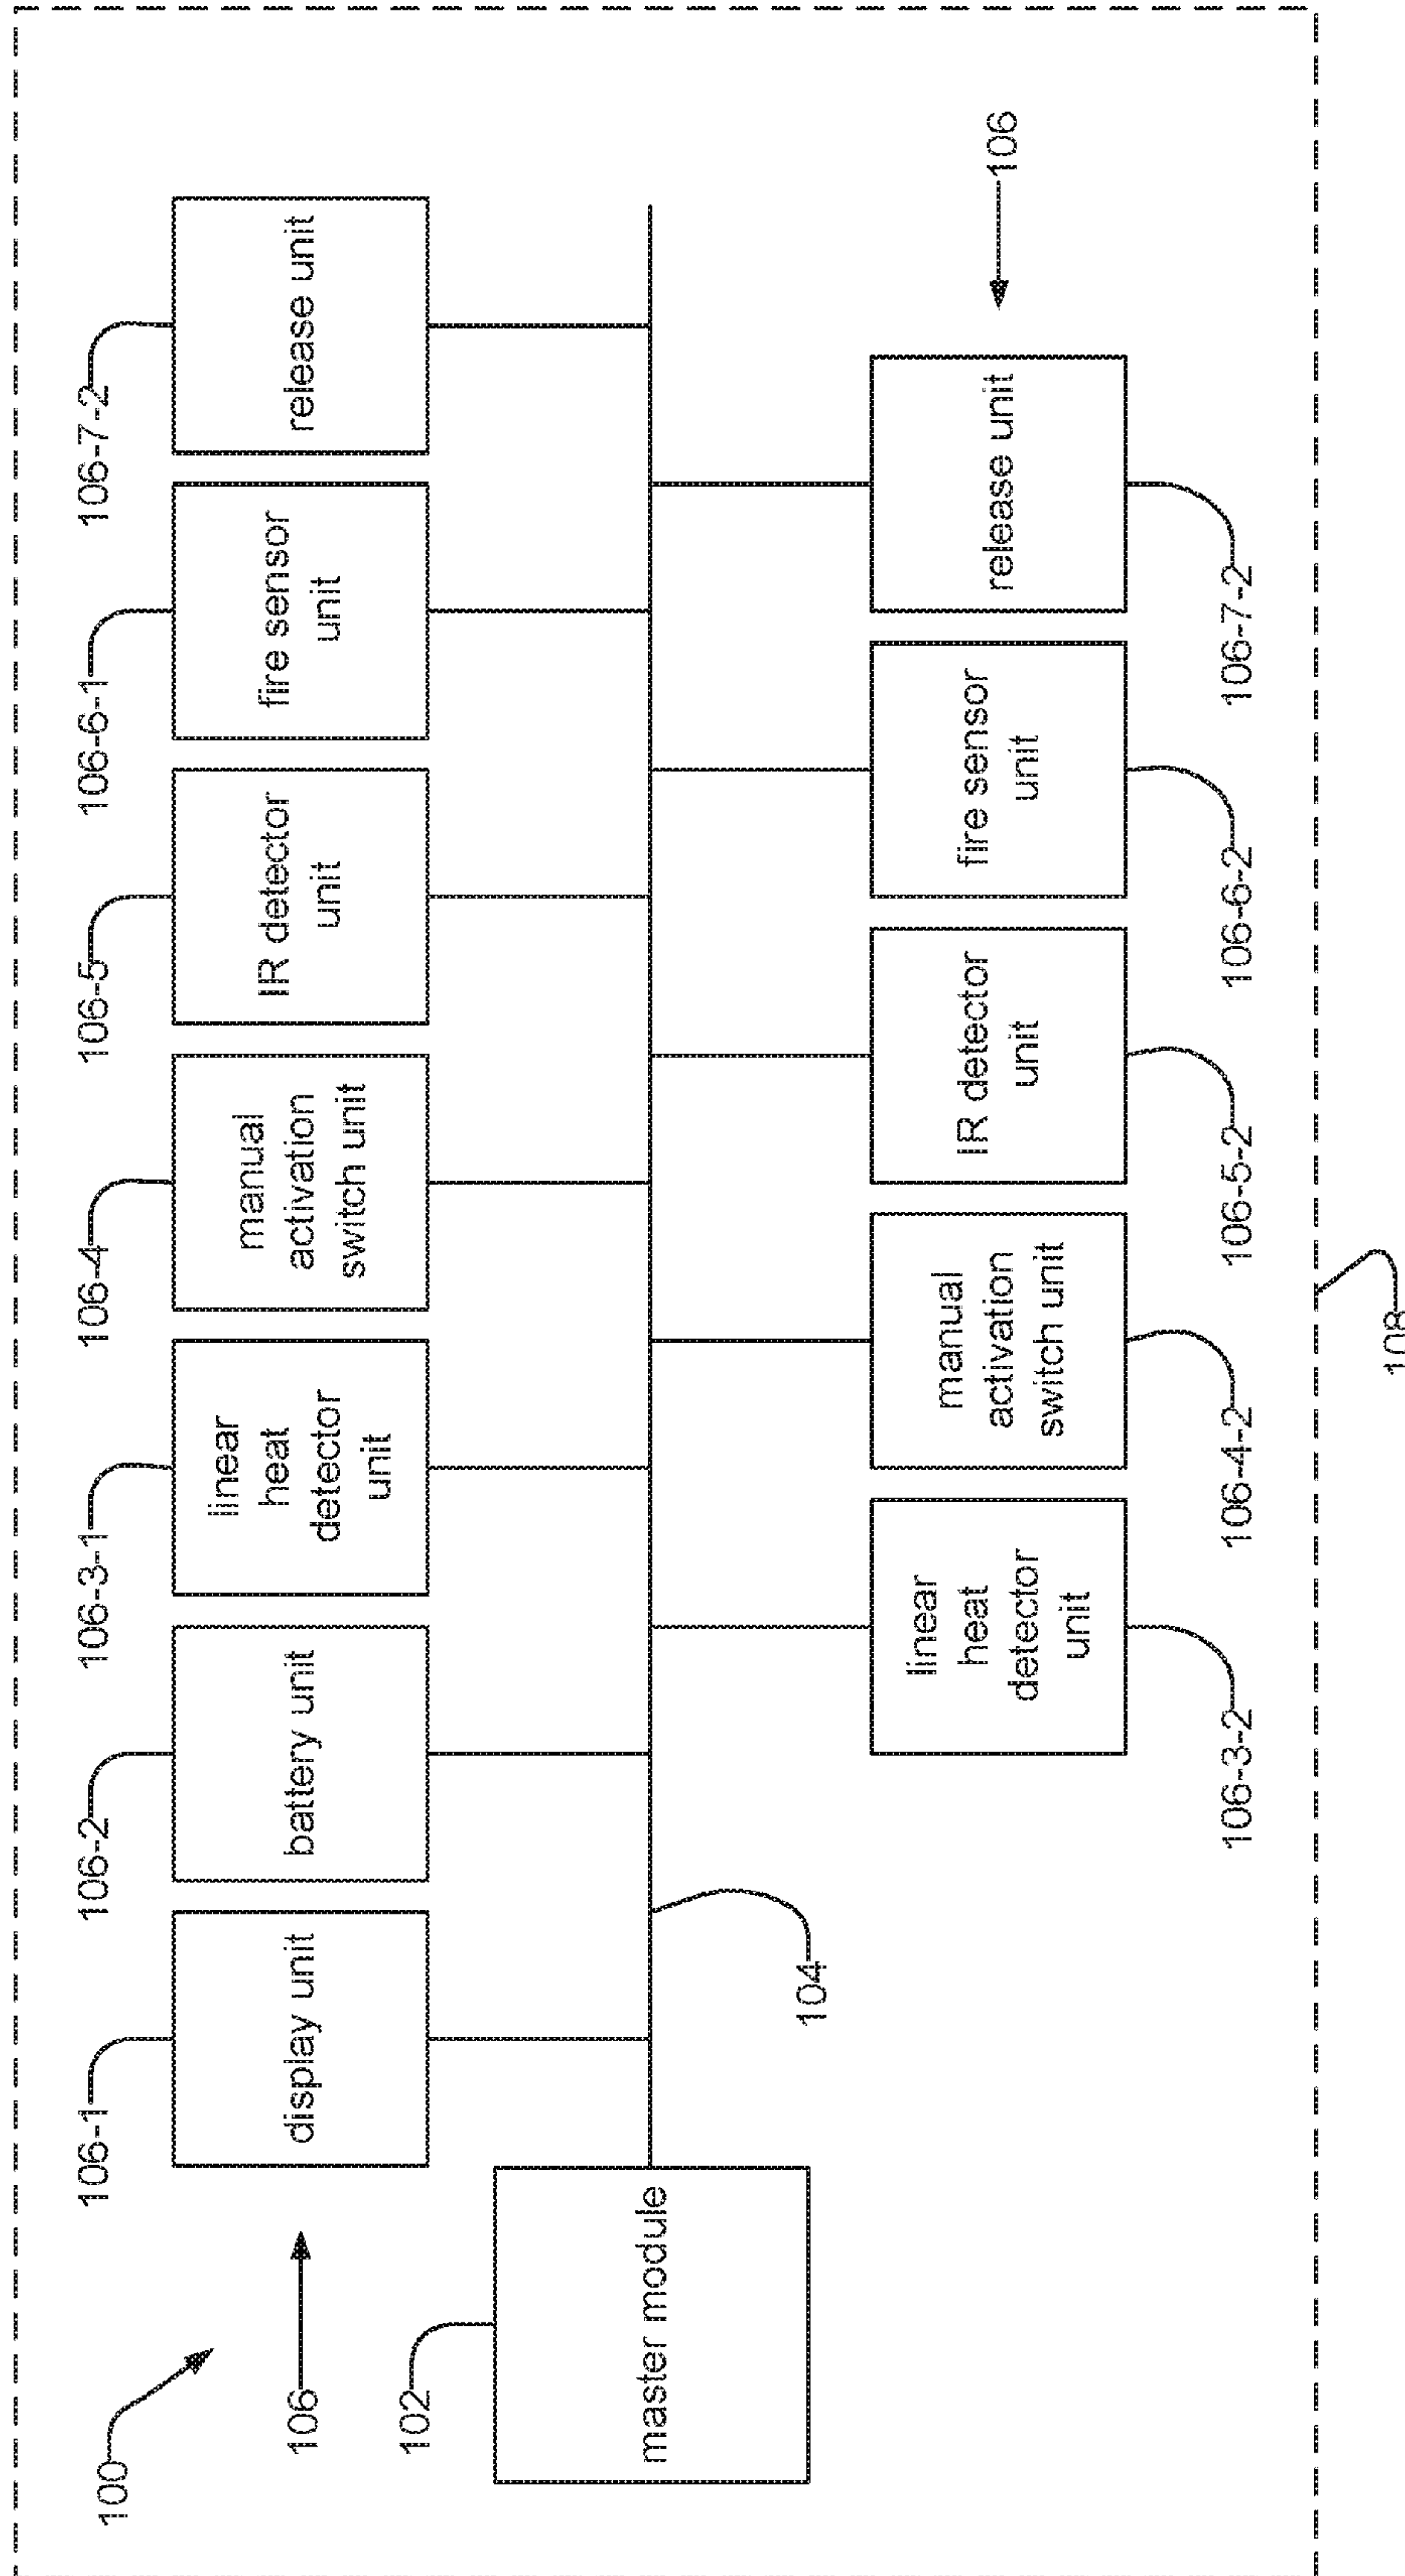 100
106
102
master module
106-1
display unit
106-2
battery unit
106-3-1
linear
heat
detector
unit
106-4
manual
activation
switch unit
106-5
IR detector
unit
106-6-1
fire sensor
unit
106-7-2
release unit
104
linear
heat
detector
unit
106-3-2
manual
activation
switch unit
106-4-2
IR detector
unit
106-5-2
fire sensor
unit
106-6-2
release unit
106-7-2
106
108